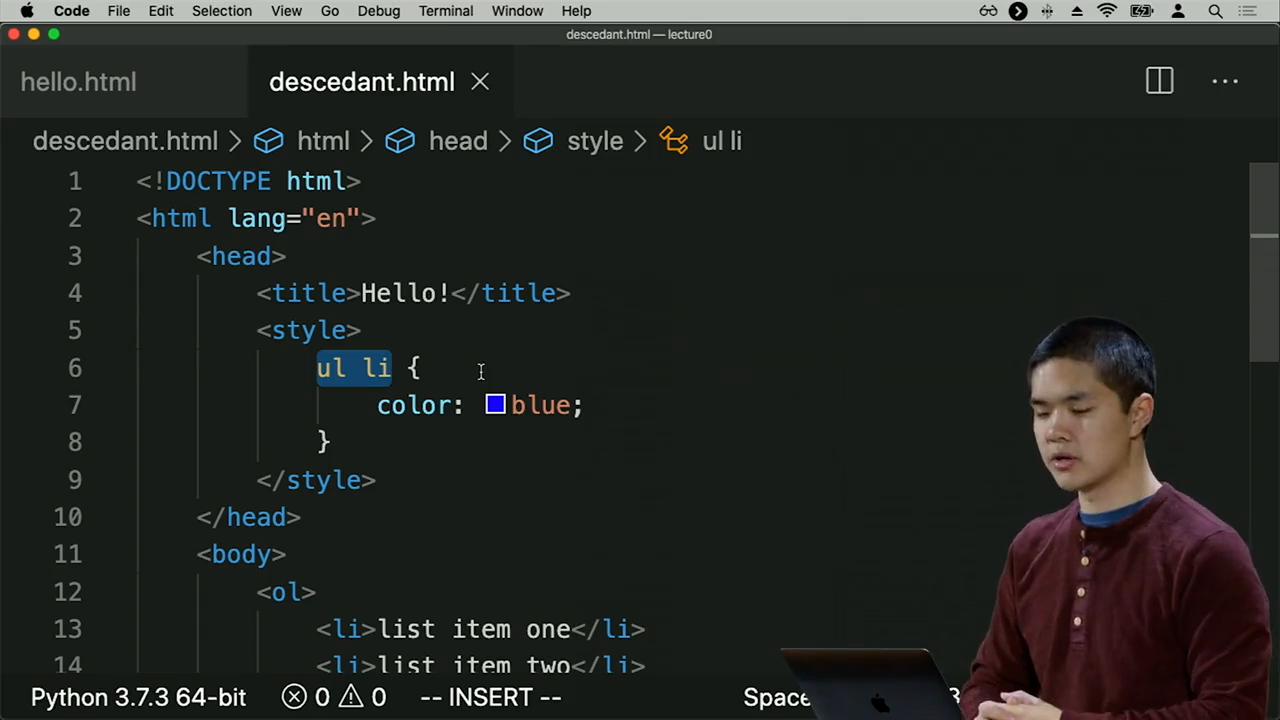 Code File Edit Selection View Go Debug Terminal Window Help
descedant.html — lecture0
hello.html descedant.html
descedant.html > html > head > style > ul li
1 <!DOCTYPE html>
2 <html lang="en">
3 <head>
4 <title>Hello!</title>
5 <style>
6 ul li {
7 color: blue;
8 }
9 </style>
10 </head>
11 <body>
12 <ol>
13 <li>list item one</li>
14 <li>list item two</li>
Python 3.7.3 64-bit 0 0 -- INSERT --